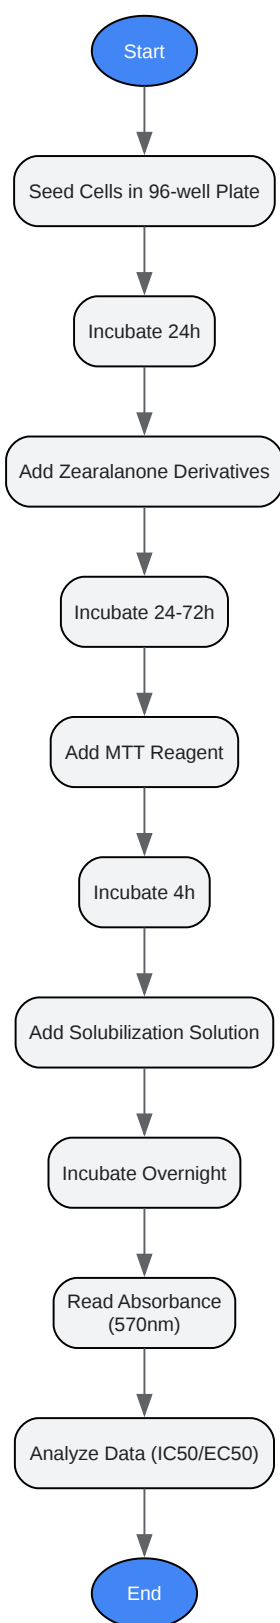 Start
Seed Cells in 96-well Plate
Incubate 24h
Add Zearalanone Derivatives
Incubate 24-72h
Add MTT Reagent
Incubate 4h
Add Solubilization Solution
Incubate Overnight
Read Absorbance
(570nm)
Analyze Data (IC50/EC50)
End